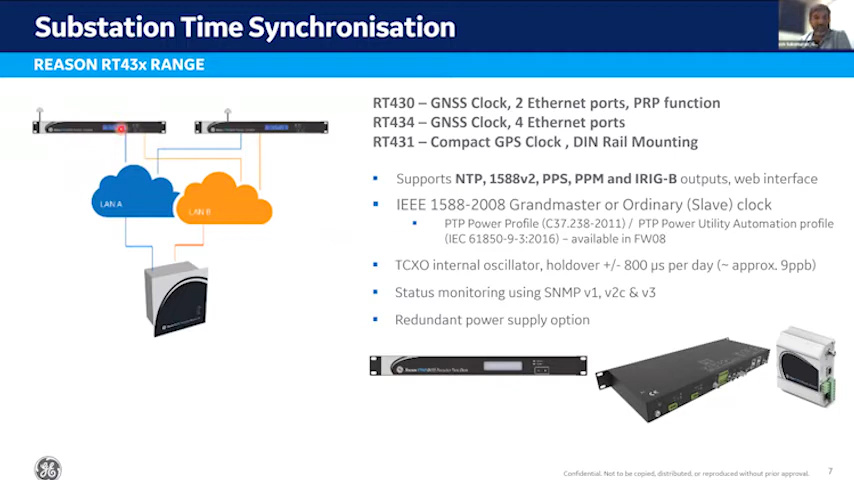 Substation Time Synchronisation
REASON RT43x RANGE
RT430 – GNSS Clock, 2 Ethernet ports, PRP function
RT434 – GNSS Clock, 4 Ethernet ports
RT431 – Compact GPS Clock , DIN Rail Mounting
Supports NTP, 1588v2, PPS, PPM and IRIG-B outputs, web interface
IEEE 1588-2008 Grandmaster or Ordinary (Slave) clock
PTP Power Profile (C37.238-2011) / PTP Power Utility Automation profile
(IEC 61850-9-3:2016) – available in FW08
TCXO internal oscillator, holdover +/- 800 µs per day (~ approx. 9ppb)
Status monitoring using SNMP v1, v2c & v3
Redundant power supply option
LAN A
LAN B
Confidential. Not to be copied, distributed, or reproduced without prior approval.
7